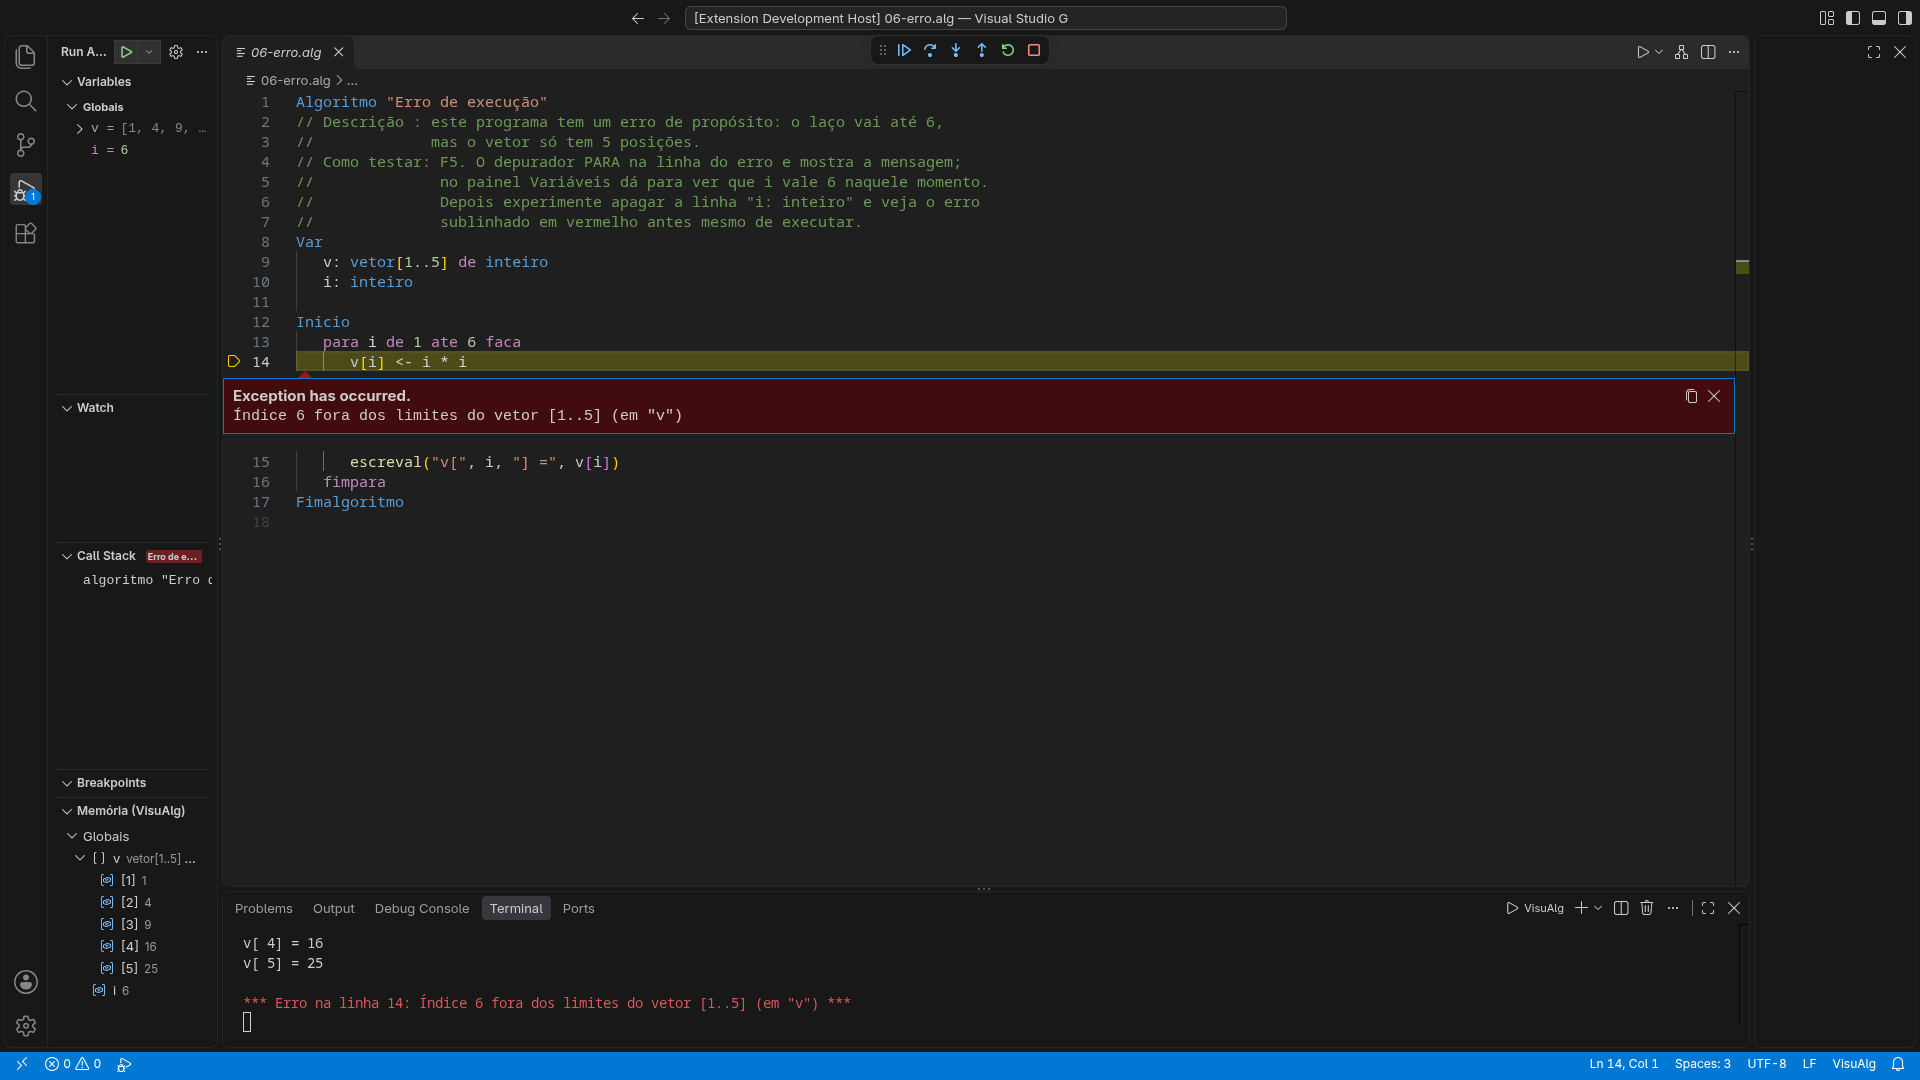 [Extension Development Host] 06-erro.alg — Visual Studio G
Run A...
Variables
Globais
v = [1, 4, 9, ...
i = 6
Watch
Call Stack
Erro de e...
algoritmo "Erro
Breakpoints
Memória (VisuAlg)
Globais
v vetor[1..5] ...
[1] 1
[2] 4
[3] 9
[4] 16
[5] 25
i 6
1
06-erro.alg
06-erro.alg > ...
1 Algoritmo "Erro de execução"
2 // Descrição : este programa tem um erro de propósito: o laço vai até 6,
3 // mas o vetor só tem 5 posições.
4 // Como testar: F5. O depurador PARA na linha do erro e mostra a mensagem;
5 // no painel Variáveis dá para ver que i vale 6 naquele momento.
6 // Depois experimente apagar a linha "i: inteiro" e veja o erro
7 // sublinhado em vermelho antes mesmo de executar.
8 Var
9 v: vetor[1..5] de inteiro
10 i: inteiro
11
12 Inicio
13 para i de 1 ate 6 faca
14 v[i] <- i * i
Exception has occurred.
Índice 6 fora dos limites do vetor [1..5] (em "v")
15 escreval("v[", i, "] =", v[i])
16 fimpara
17 Fimalgoritmo
18
Problems Output Debug Console Terminal Ports
VisuAlg
v[ 4] = 16
v[ 5] = 25
*** Erro na linha 14: Índice 6 fora dos limites do vetor [1..5] (em "v") ***
0 0
Ln 14, Col 1 Spaces: 3 UTF-8 LF VisuAlg